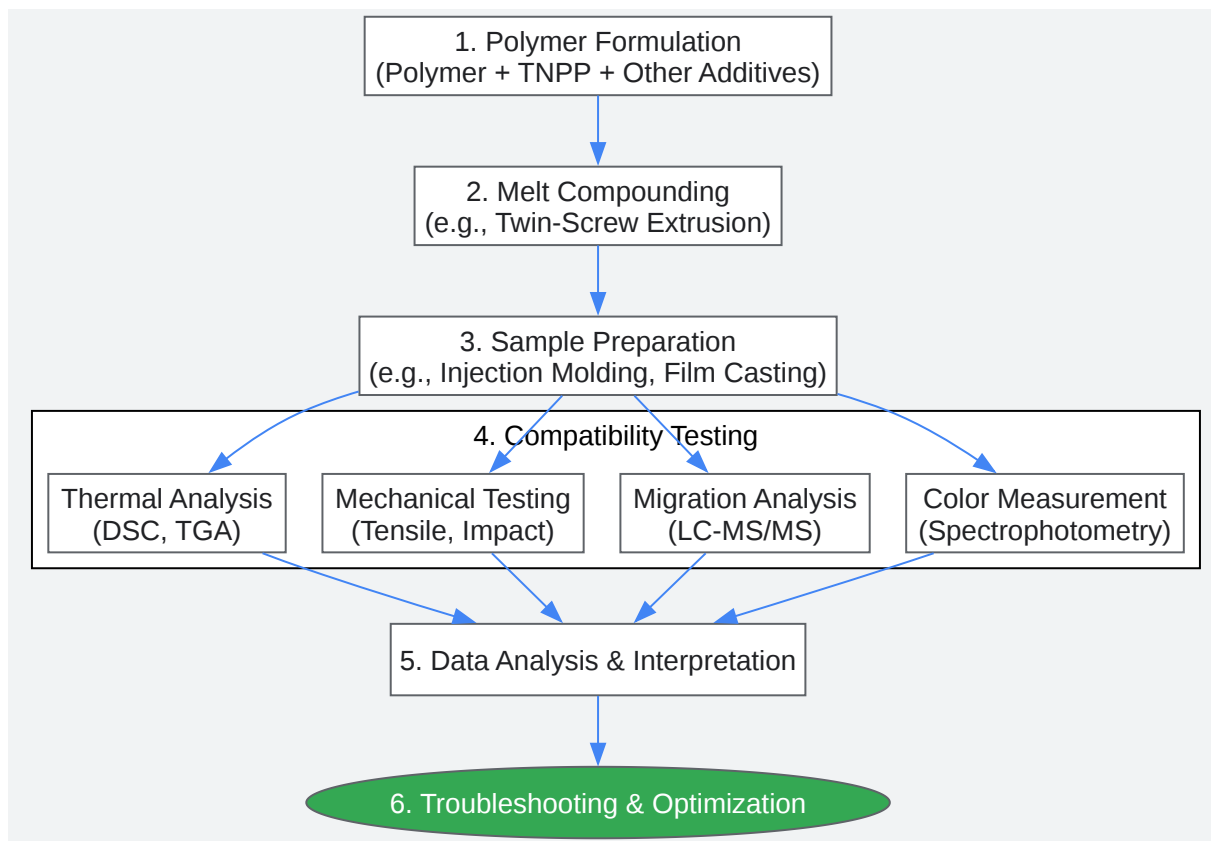 1. Polymer Formulation
(Polymer + TNPP + Other Additives)
2. Melt Compounding
(e.g., Twin-Screw Extrusion)
3. Sample Preparation
(e.g., Injection Molding, Film Casting)
4. Compatibility Testing
Thermal Analysis
(DSC, TGA)
Mechanical Testing
(Tensile, Impact)
Migration Analysis
(LC-MS/MS)
Color Measurement
(Spectrophotometry)
5. Data Analysis & Interpretation
6. Troubleshooting & Optimization